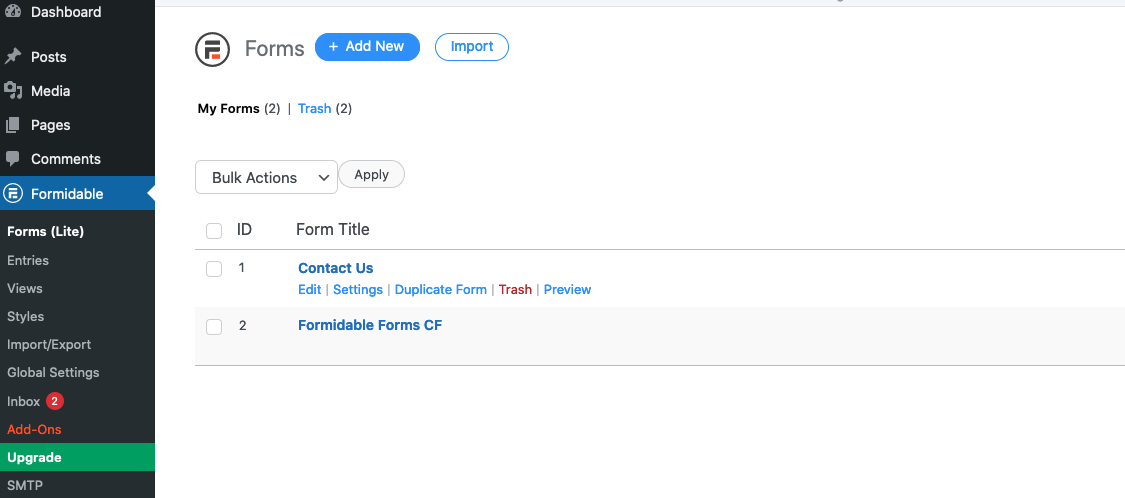 Dashboard
Posts
Media
Pages
Comments
Formidable
Forms (Lite)
Entries
Views
Styles
Import/Export
Global Settings
Inbox 2
Add-Ons
Upgrade
SMTP
Forms + Add New Import
My Forms (2) | Trash (2)
Bulk Actions Apply
ID Form Title
1 Contact Us
Edit | Settings | Duplicate Form | Trash | Preview
2 Formidable Forms CF